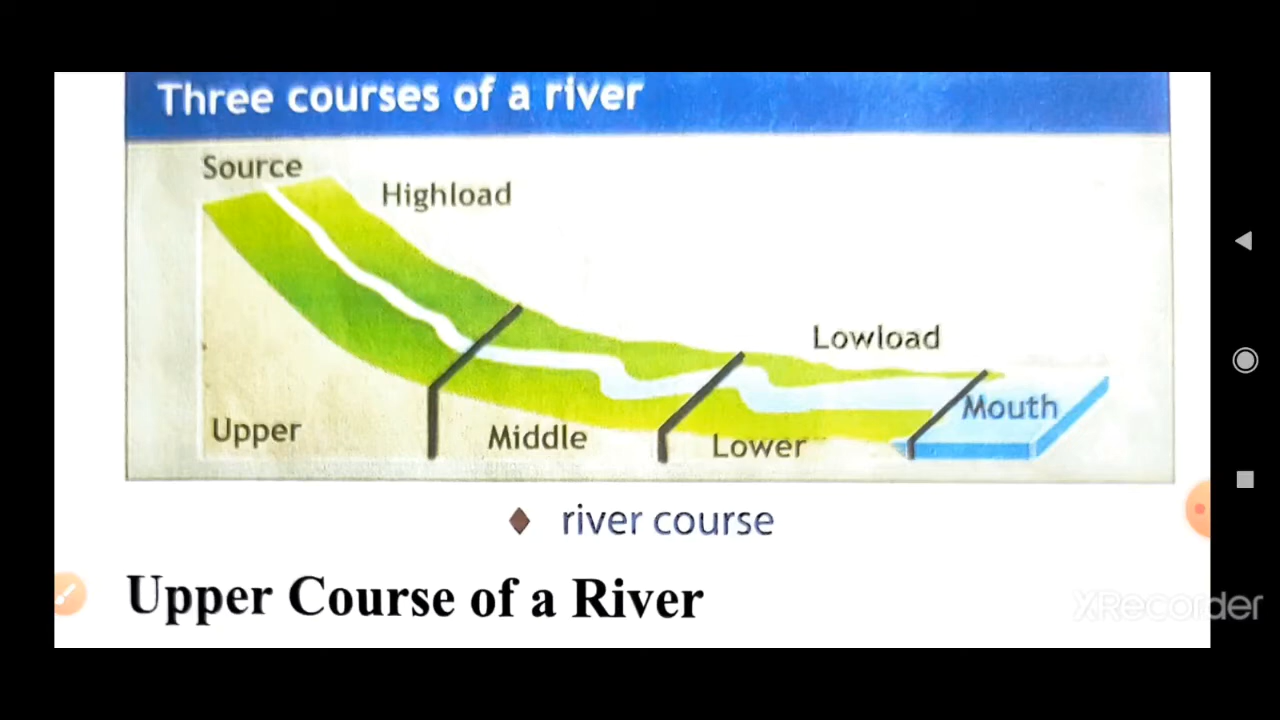 Three courses of a river
Source
Highload
Lowload
Mouth
Upper
Middle
Lower
river course
Upper Course of a River
XRecorder